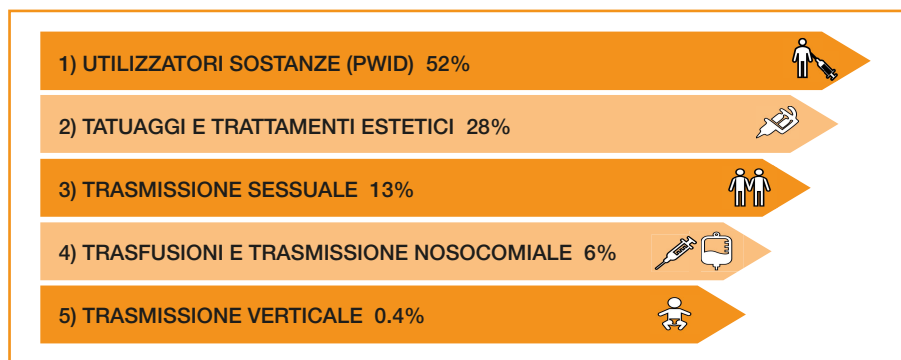 1) UTILIZZATORI SOSTANZE (PWID) 52%
2) TATUAGGI E TRATTAMENTI ESTETICI 28%
3) TRASMISSIONE SESSUALE 13%
4) TRASFUSIONI E TRASMISSIONE NOSOCOMIALE 6%
5) TRASMISSIONE VERTICALE 0.4%